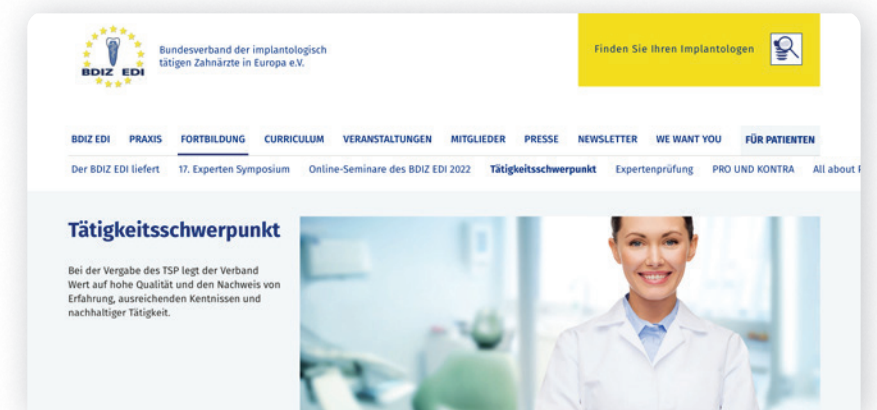 BDIZ EDI
Bundesverband der implantologisch
tätigen Zahnärzte in Europa e.V.
Finden Sie Ihren Implantologen
BDIZ EDI PRAXIS FORTBILDUNG CURRICULUM VERANSTALTUNGEN MITGLIEDER PRESSE NEWSLETTER WE WANT YOU FÜR PATIENTEN
Der BDIZ EDI liefert 17. Experten Symposium Online-Seminare des BDIZ EDI 2022 Tätigkeitsschwerpunkt Expertenprüfung PRO UND KONTRA All about
Tätigkeitsschwerpunkt
Bei der Vergabe des TSP legt der Verband
Wert auf hohe Qualität und den Nachweis von
Erfahrung, ausreichenden Kentnissen und
nachhaltiger Tätigkeit.